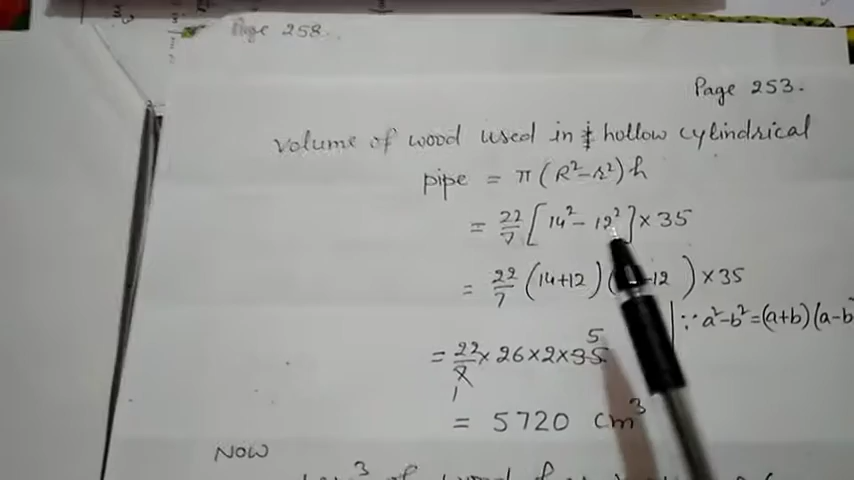 Page 258.
Page 253.
Volume of wood used in hollow cylindrical
pipe = π(R²-r²)h
= 22/7 [14² - 12²] × 35
= 22/7 (14+12) ( -12 ) × 35
∵ a²-b² = (a+b)(a-b
5
= 22/7 × 26 × 2 × 35
1
= 5720 cm³
NOW